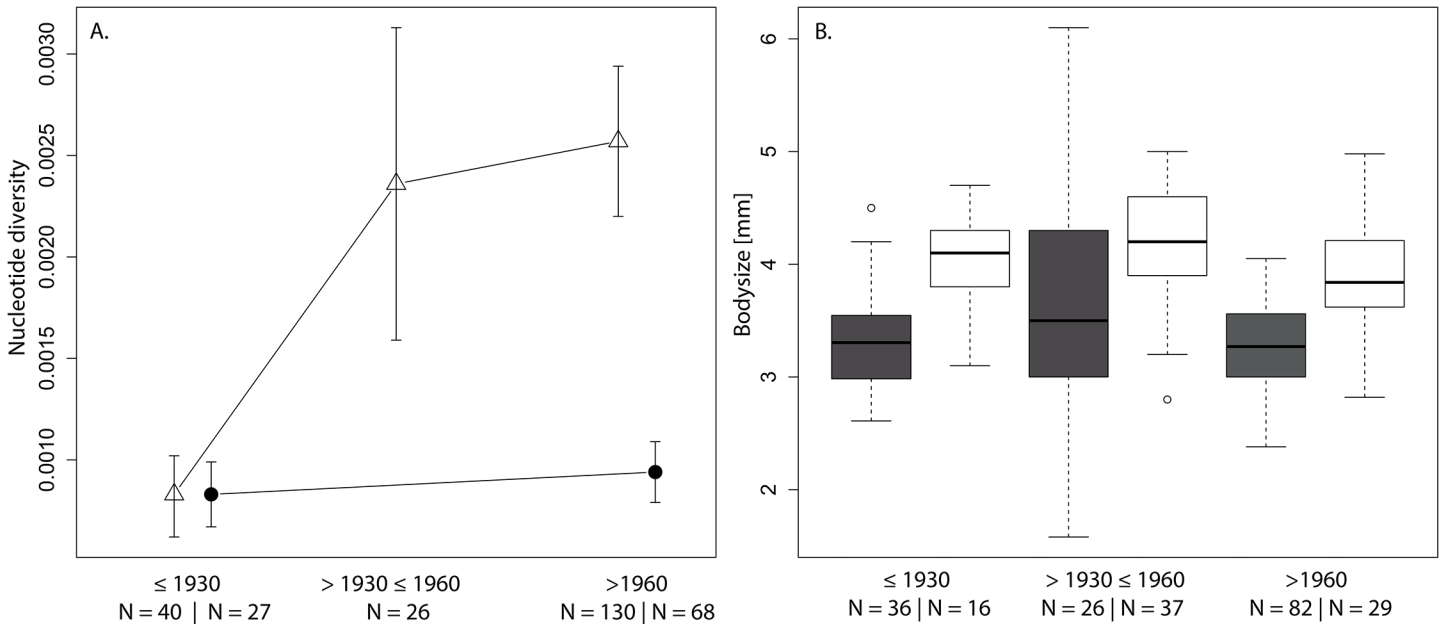 A.
Nucleotide diversity
0.0030
0.0025
0.0020
0.0015
0.0010
≤ 1930
> 1930 ≤ 1960
>1960
N = 40 | N = 27
N = 26
N = 130 | N = 68
B.
Bodysize [mm]
6
5
4
3
2
≤ 1930
> 1930 ≤ 1960
>1960
N = 36 | N = 16
N = 26 | N = 37
N = 82 | N = 29